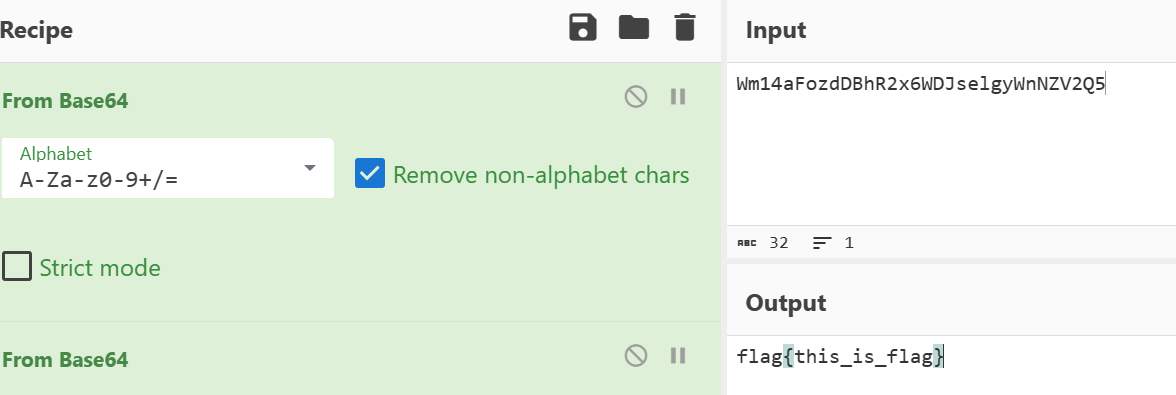 Recipe
From Base64
Alphabet
A-Za-z0-9+/=
Remove non-alphabet chars
Strict mode
From Base64
Input
Wm14aFozdDBhR2x6WDJselgyWnNZV2Q5
ABC 32 1
Output
flag{this_is_flag}